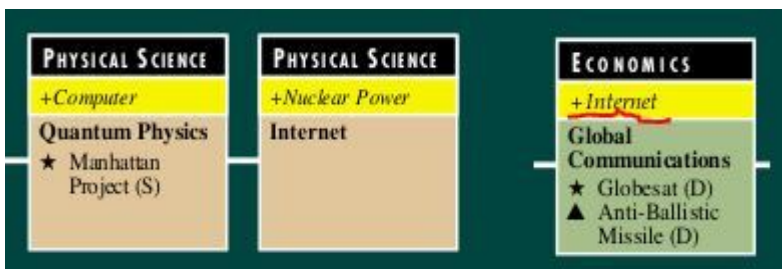 PHYSICAL SCIENCE
+Computer
Quantum Physics
★ Manhattan
Project (S)
PHYSICAL SCIENCE
+Nuclear Power
Internet
ECONOMICS
+Internet
Global
Communications
★ Globesat (D)
▲ Anti-Ballistic
Missile (D)